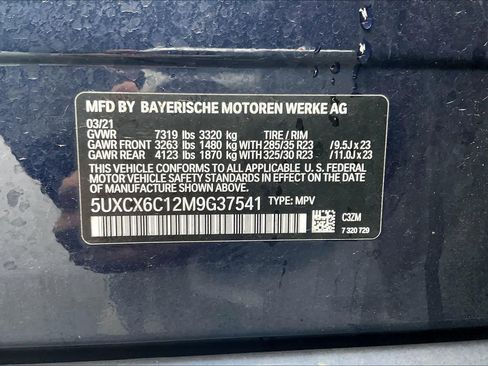 MFD BY BAYERISCHE MOTOREN WERKE AG
03/21
GVWR 7319 lbs 3320 kg TIRE / RIM
GAWR FRONT 3263 lbs 1480 kg WITH 285/35 R23 / 9.5J x 23
GAWR REAR 4123 lbs 1870 kg WITH 325/30 R23 / 11.0J x 23
THIS VEHICLE CONFORMS TO ALL APPLICABLE U. S. FEDERAL
MOTOR VEHICLE SAFETY STANDARDS IN EFFECT ON THE
DATE OF MANUFACTURE SHOWN ABOVE.
5UXCX6C12M9G37541 TYPE: MPV
C3ZM
7 320 729